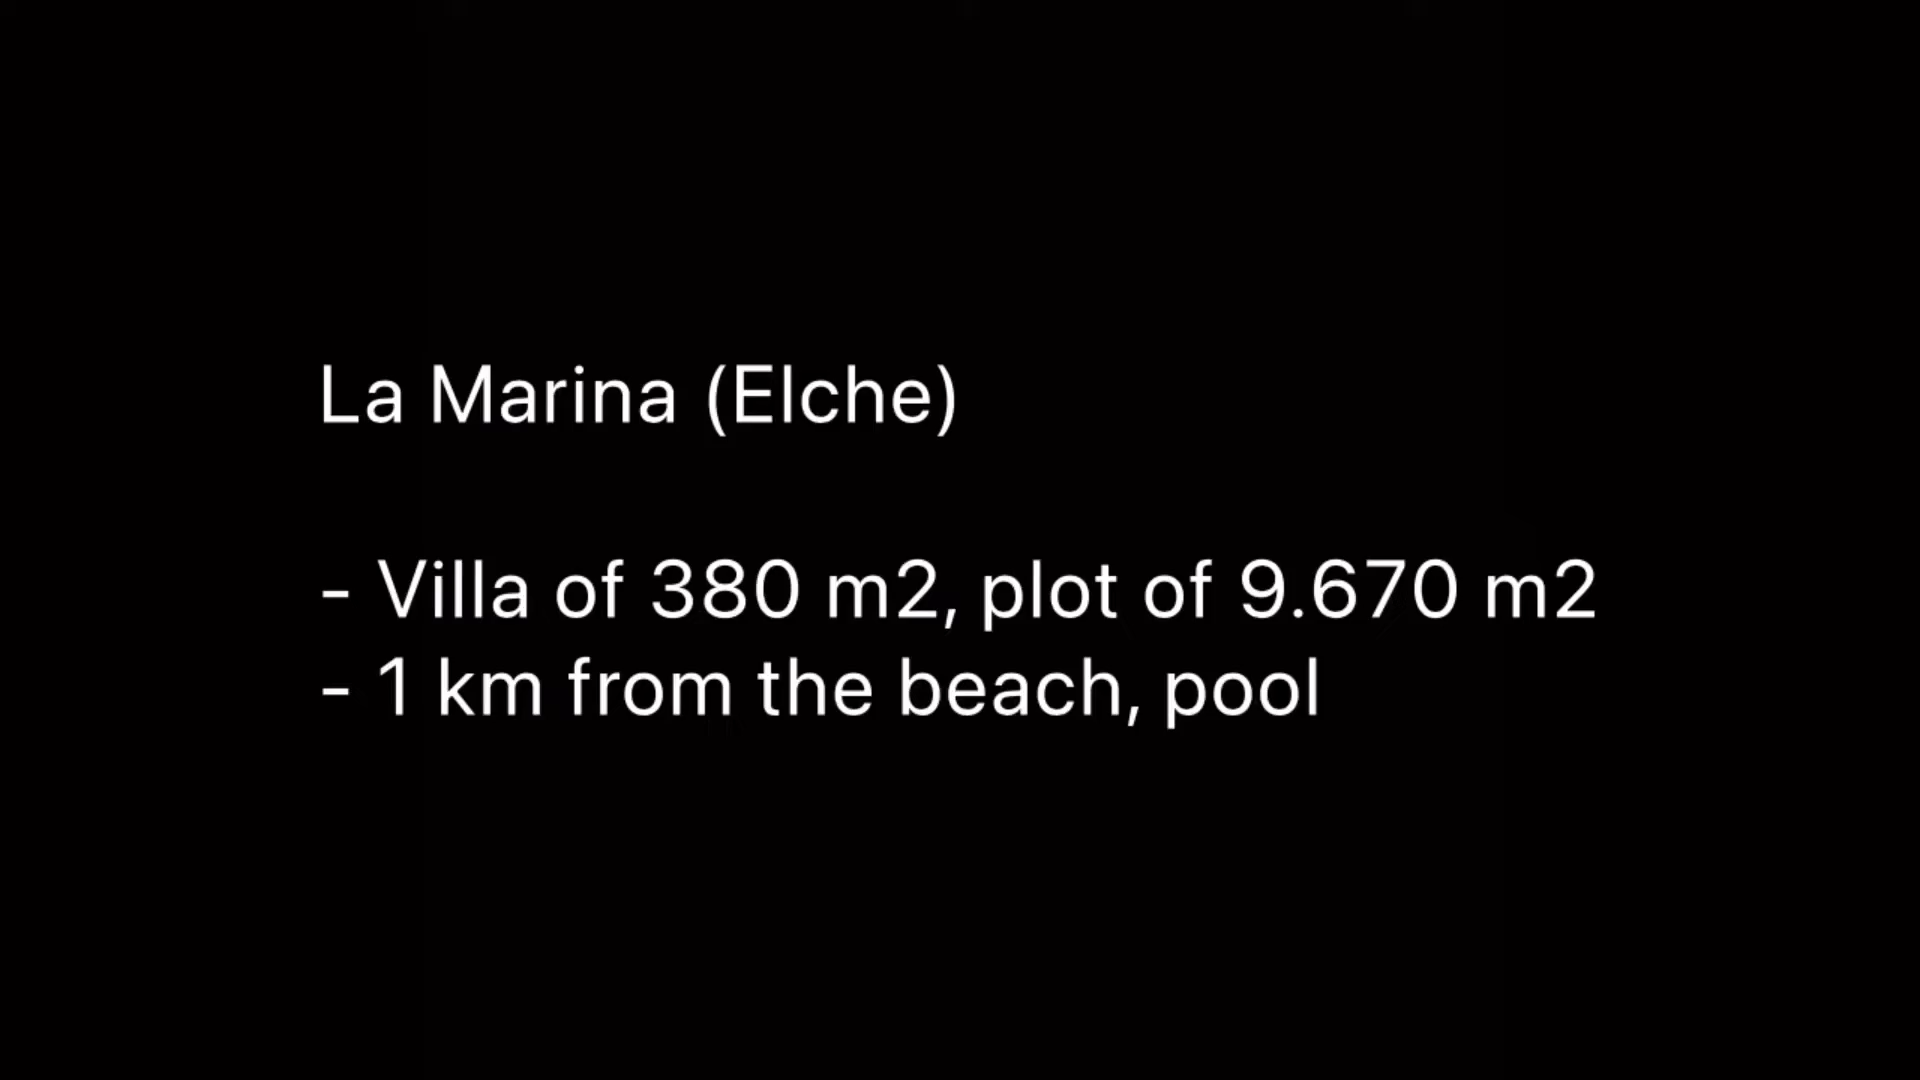 La Marina (Elche)
- Villa of 380 m2, plot of 9.670 m2
- 1 km from the beach, pool